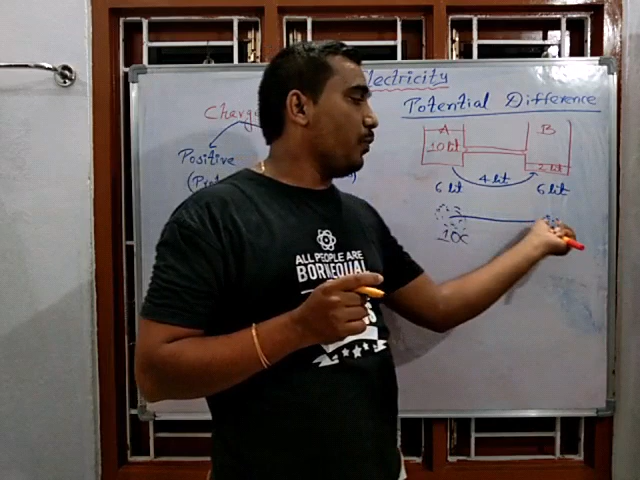 Electricity
Potential Difference
Charge
A
B
10 lit
2 lit
Positive
4 lit
6 lit
6 lit
10c
ALL PEOPLE ARE
BORN EQUAL